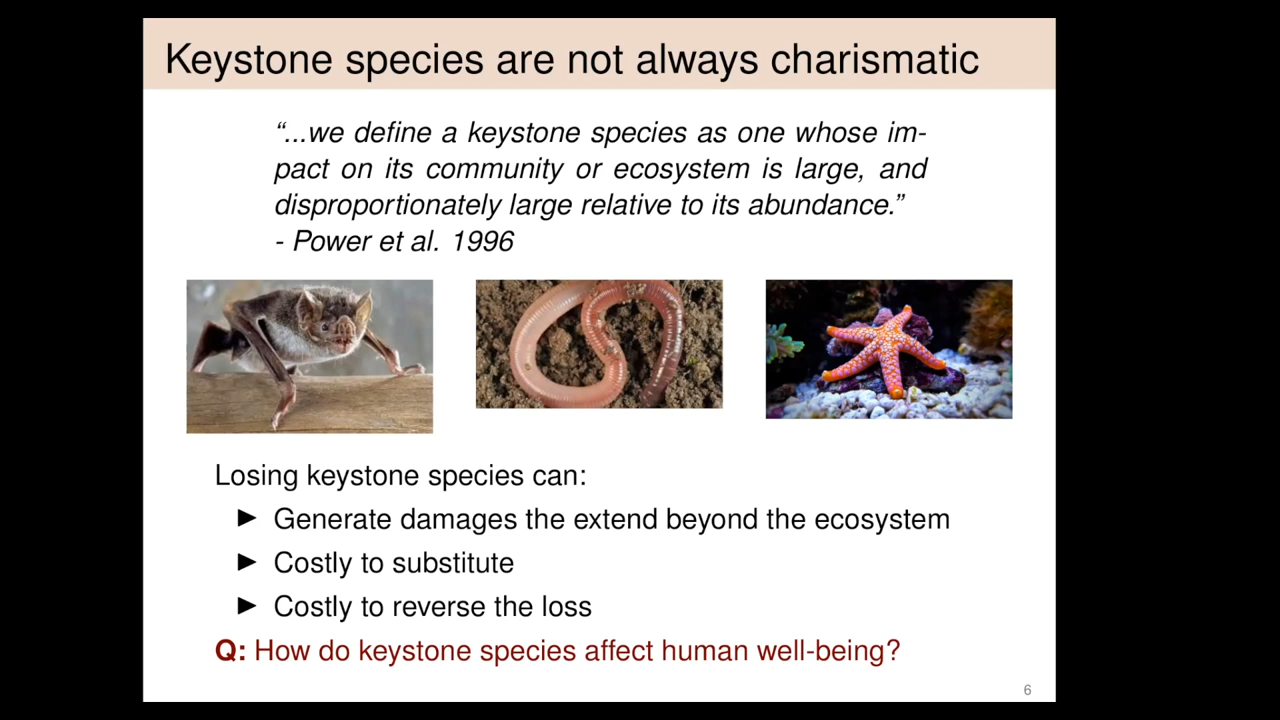 Keystone species are not always charismatic
“...we define a keystone species as one whose im-
pact on its community or ecosystem is large, and
disproportionately large relative to its abundance.”
- Power et al. 1996
Losing keystone species can:
► Generate damages the extend beyond the ecosystem
► Costly to substitute
► Costly to reverse the loss
Q: How do keystone species affect human well-being?
6